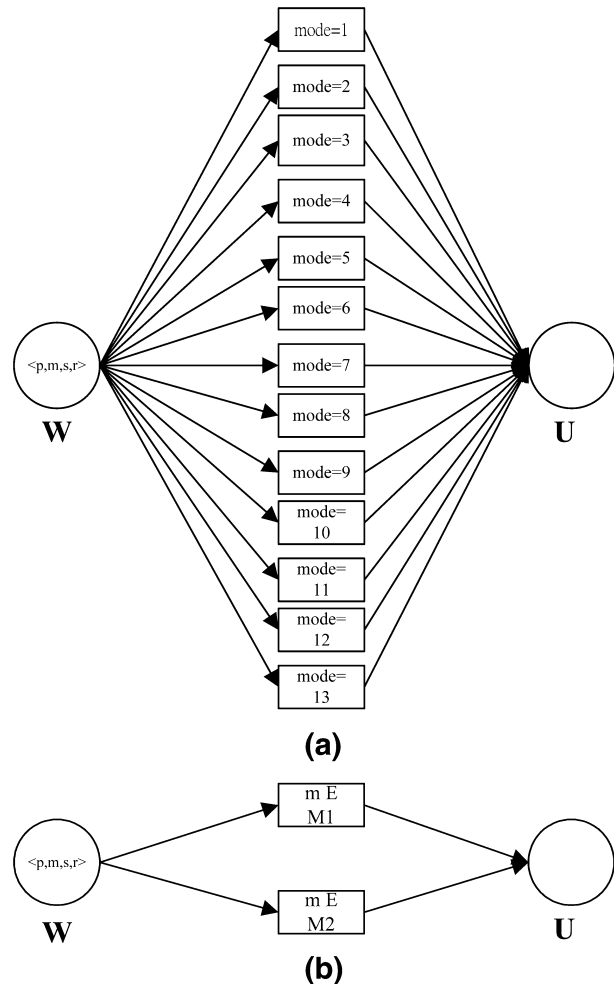 mode=1
mode=2
mode=3
mode=4
mode=5
mode=6
<p,m,s,r>
mode=7
mode=8
W
U
mode=9
mode=
10
mode=
11
mode=
12
mode=
13
(a)
m E
M1
<p,m,s,r>
W
U
m E
M2
(b)